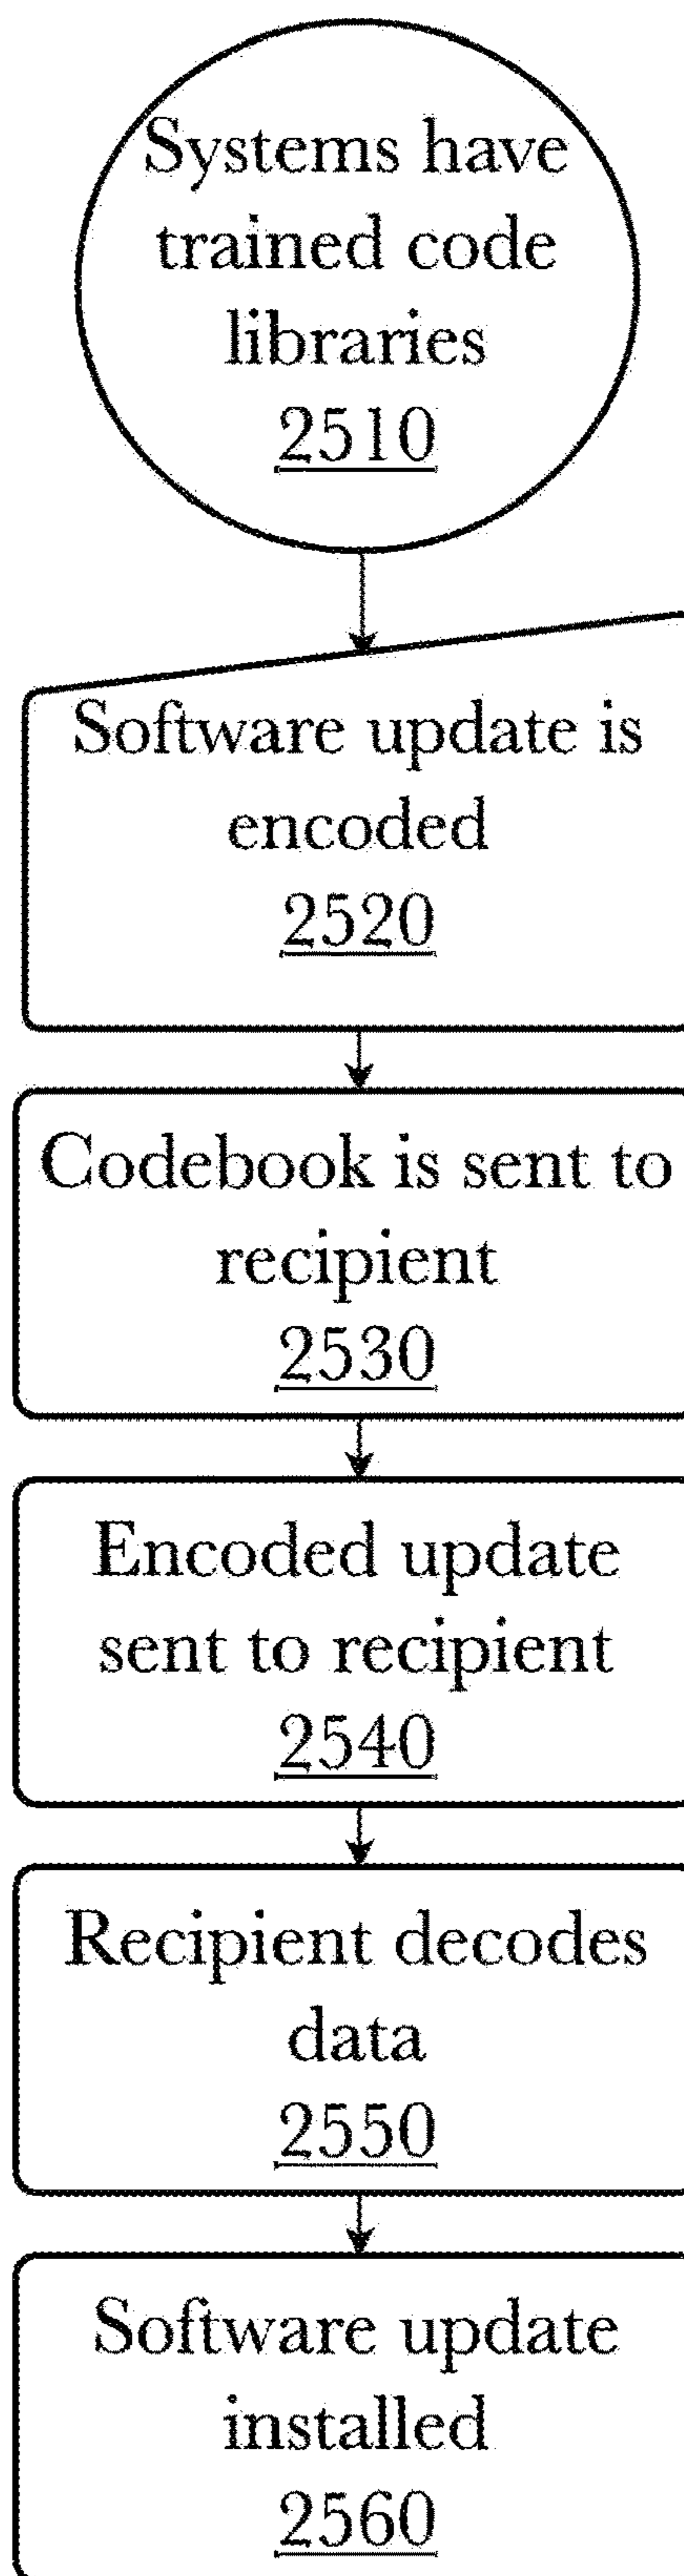 Systems have
trained code
libraries
2510
Software update is
encoded
2520
Codebook is sent to
recipient
2530
Encoded update
sent to recipient
2540
Recipient decodes
data
2550
Software update
installed
2560